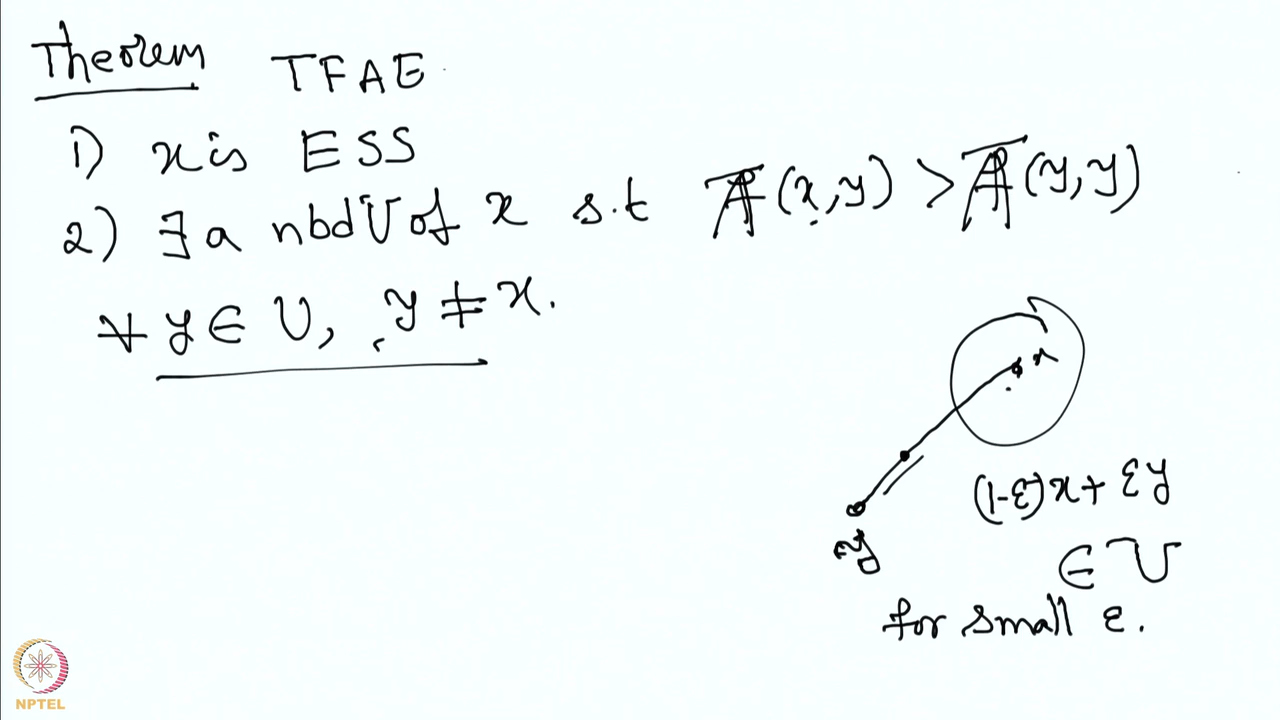 Theorem TFAE
1) x is ESS
2) ∃ a nbd U of x s.t 𝔸(x,y) > 𝔸(y,y)
∀ y ∈ U, y ≠ x.
x
(1-ε)x + εy
y
∈ U
for small ε.
NPTEL